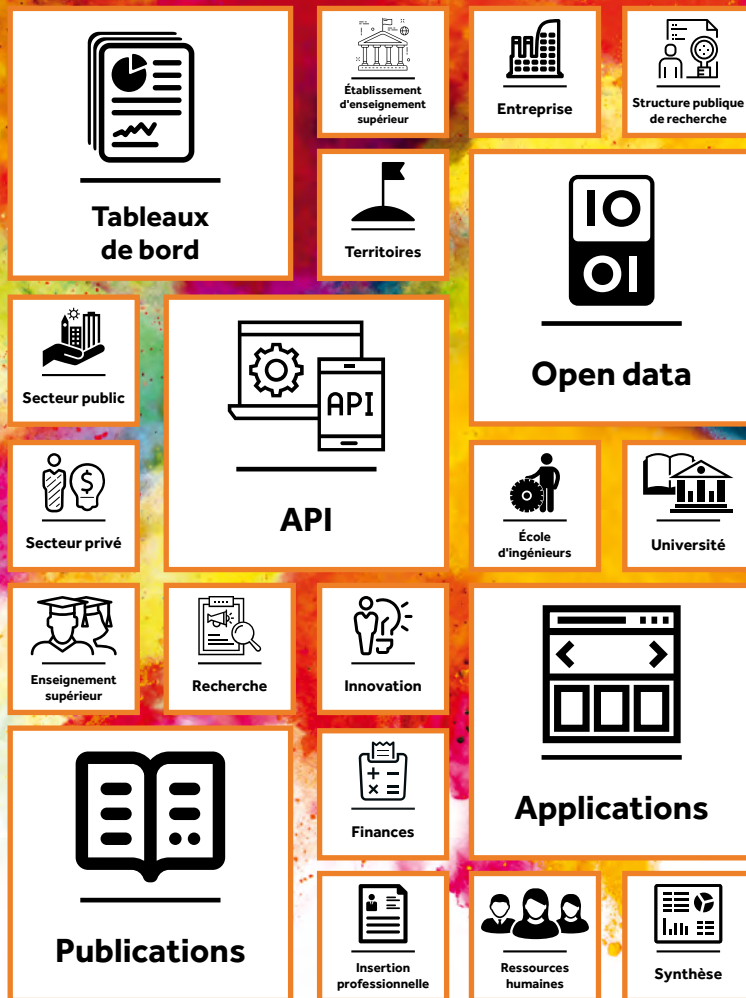 Tableaux
de bord
Établissement
d'enseignement
supérieur
Entreprise
Structure publique
de recherche
Territoires
IO
OI
Open data
Secteur public
API
API
Secteur privé
$
École
d'ingénieurs
Université
Enseignement
supérieur
Recherche
Innovation
Applications
+ −
× =
Finances
Publications
Insertion
professionnelle
Ressources
humaines
Synthèse